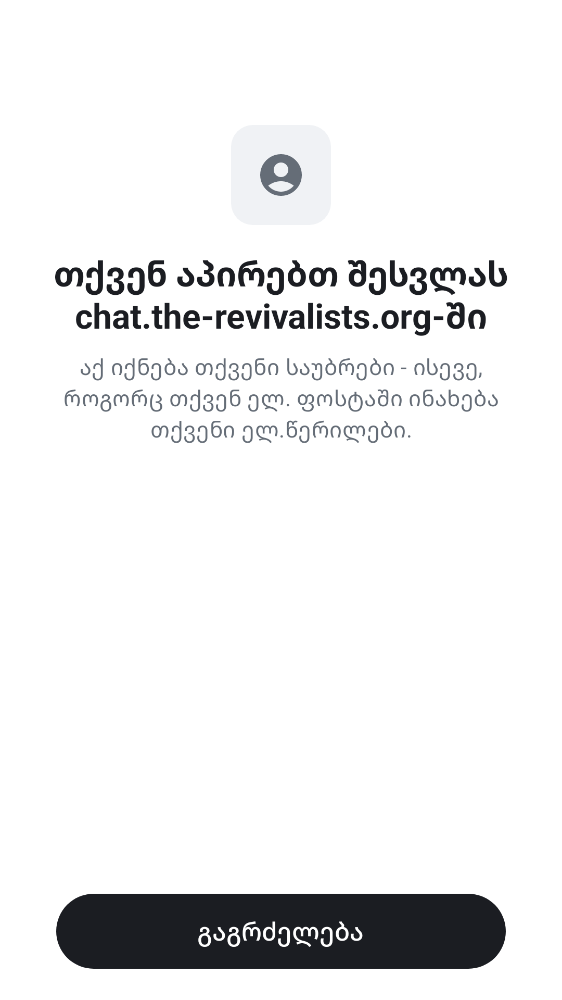 თქვენ აპირებთ შესვლას
chat.the-revivalists.org-ში
აქ იქნება თქვენი საუბრები - ისევე,
როგორც თქვენ ელ. ფოსტაში ინახება
თქვენი ელ.წერილები.
გაგრძელება